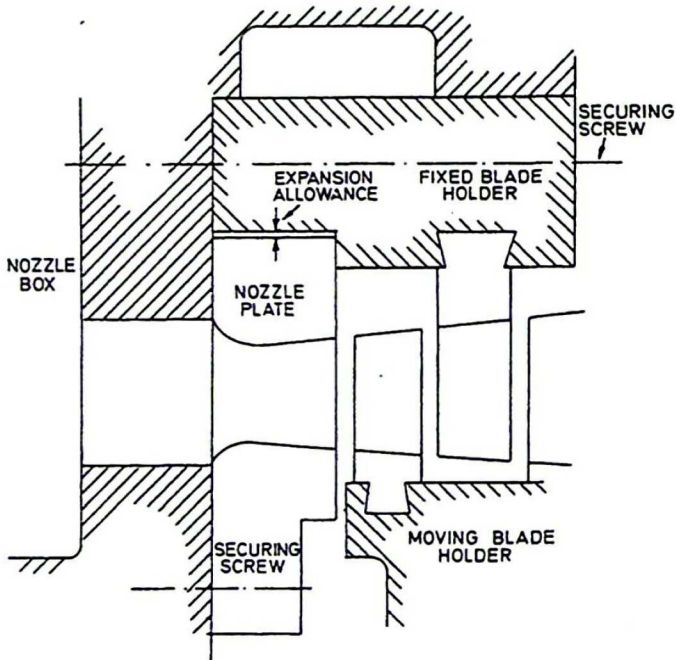 SECURING
SCREW
EXPANSION
ALLOWANCE
FIXED BLADE
HOLDER
NOZZLE
BOX
NOZZLE
PLATE
SECURING
SCREW
MOVING BLADE
HOLDER